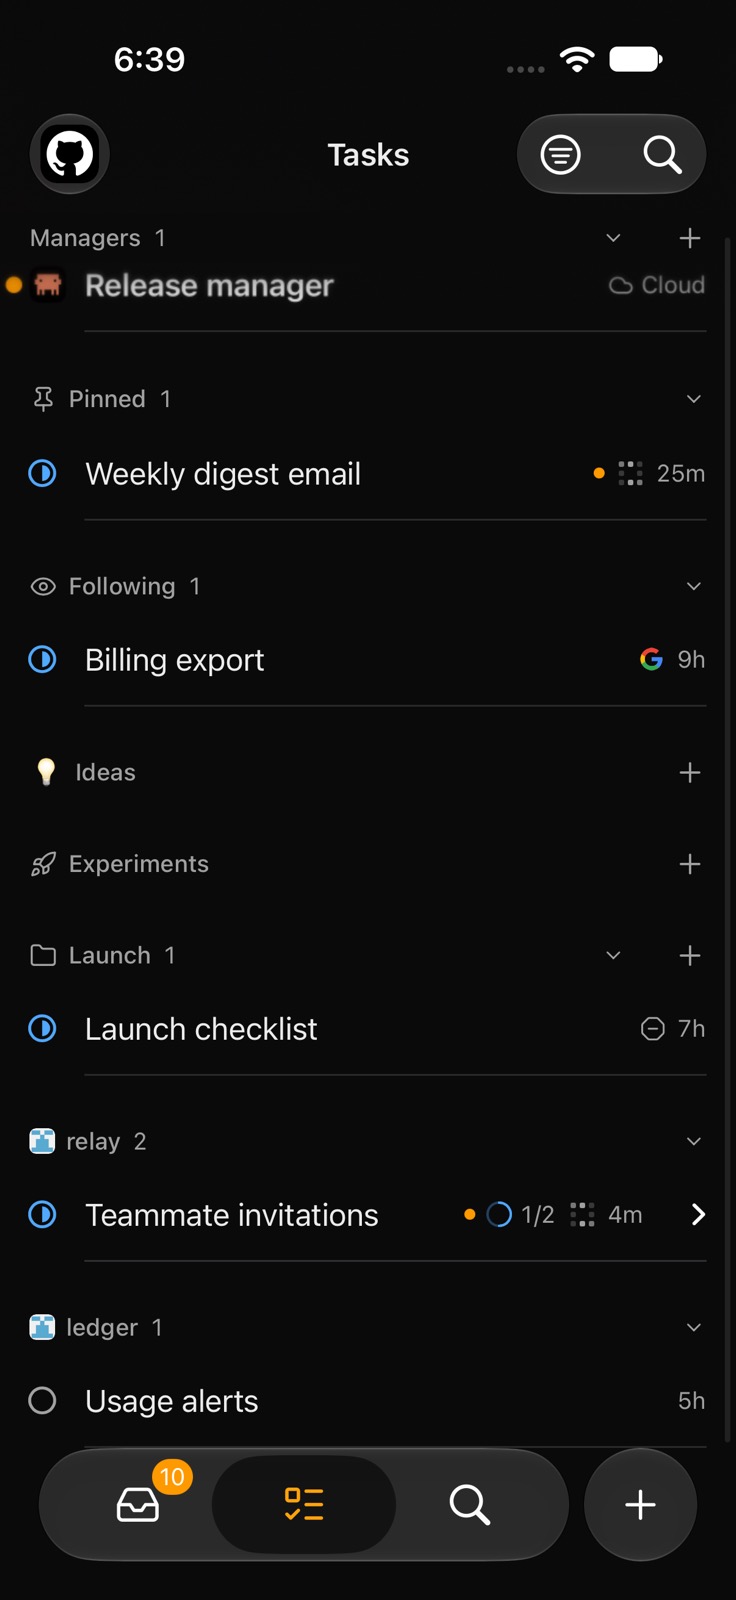 6:39
Tasks
Managers 1
Release manager Cloud
Pinned 1
Weekly digest email 25m
Following 1
Billing export 9h
Ideas
Experiments
Launch 1
Launch checklist 7h
relay 2
Teammate invitations 1/2 4m
ledger 1
Usage alerts 5h
10